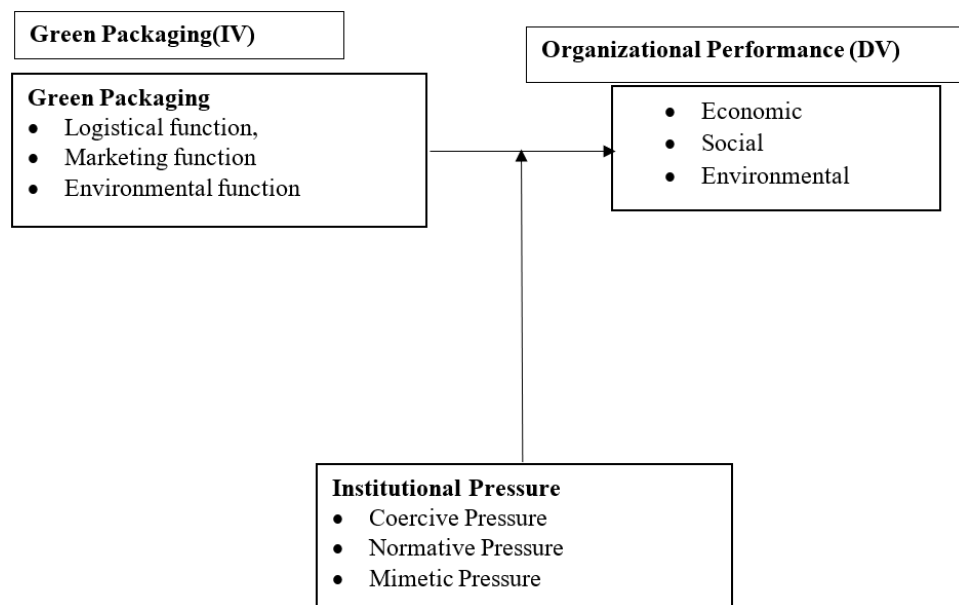 Green Packaging(IV)
Organizational Performance (DV)
Green Packaging
• Logistical function,
• Marketing function
• Environmental function
• Economic
• Social
• Environmental
Institutional Pressure
• Coercive Pressure
• Normative Pressure
• Mimetic Pressure